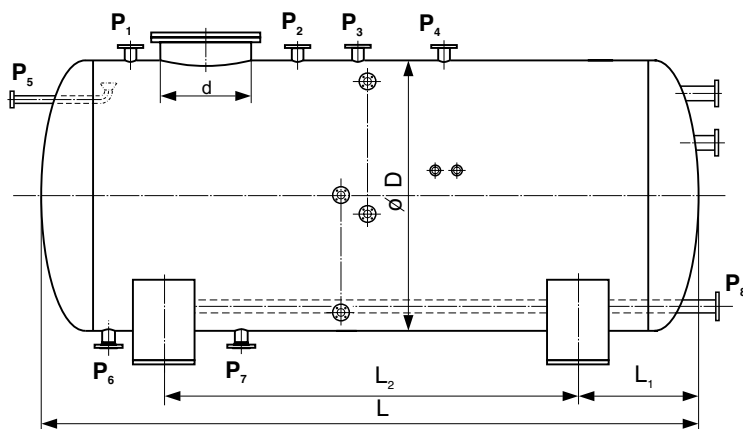 P₁ P₂ P₃ P₄
P₅
d
ø D
P₈
P₆ P₇
L₂ L₁
L